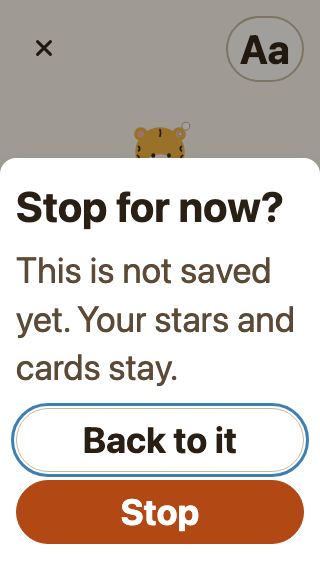 Aa
Stop for now?
This is not saved
yet. Your stars and
cards stay.
Back to it
Stop